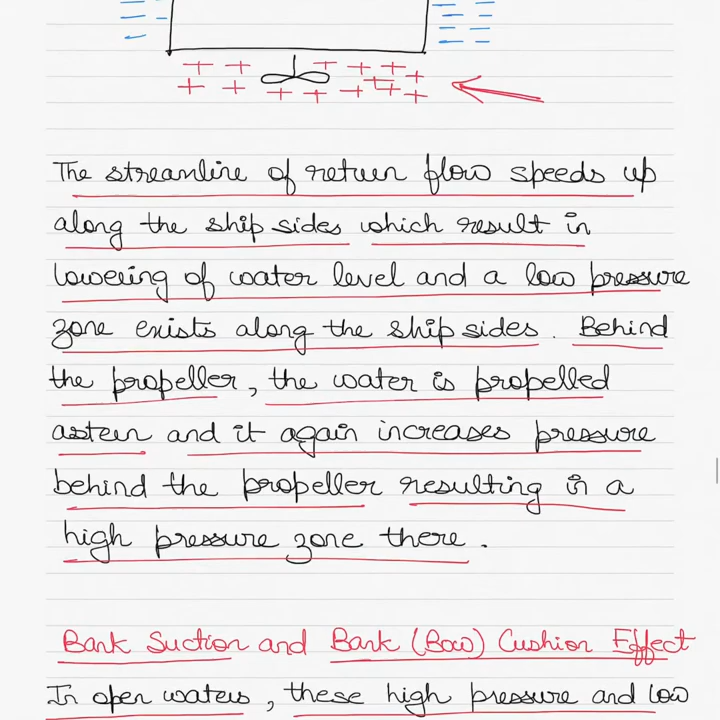 The streamline of return flow speeds up
along the ship sides which result in
lowering of water level and a low pressure
zone exists along the ship sides. Behind
the propeller, the water is propelled
astern and it again increases pressure
behind the propeller resulting in a
high pressure zone there.
Bank Suction and Bank (Bow) Cushion Effect
In open waters, these high pressure and low